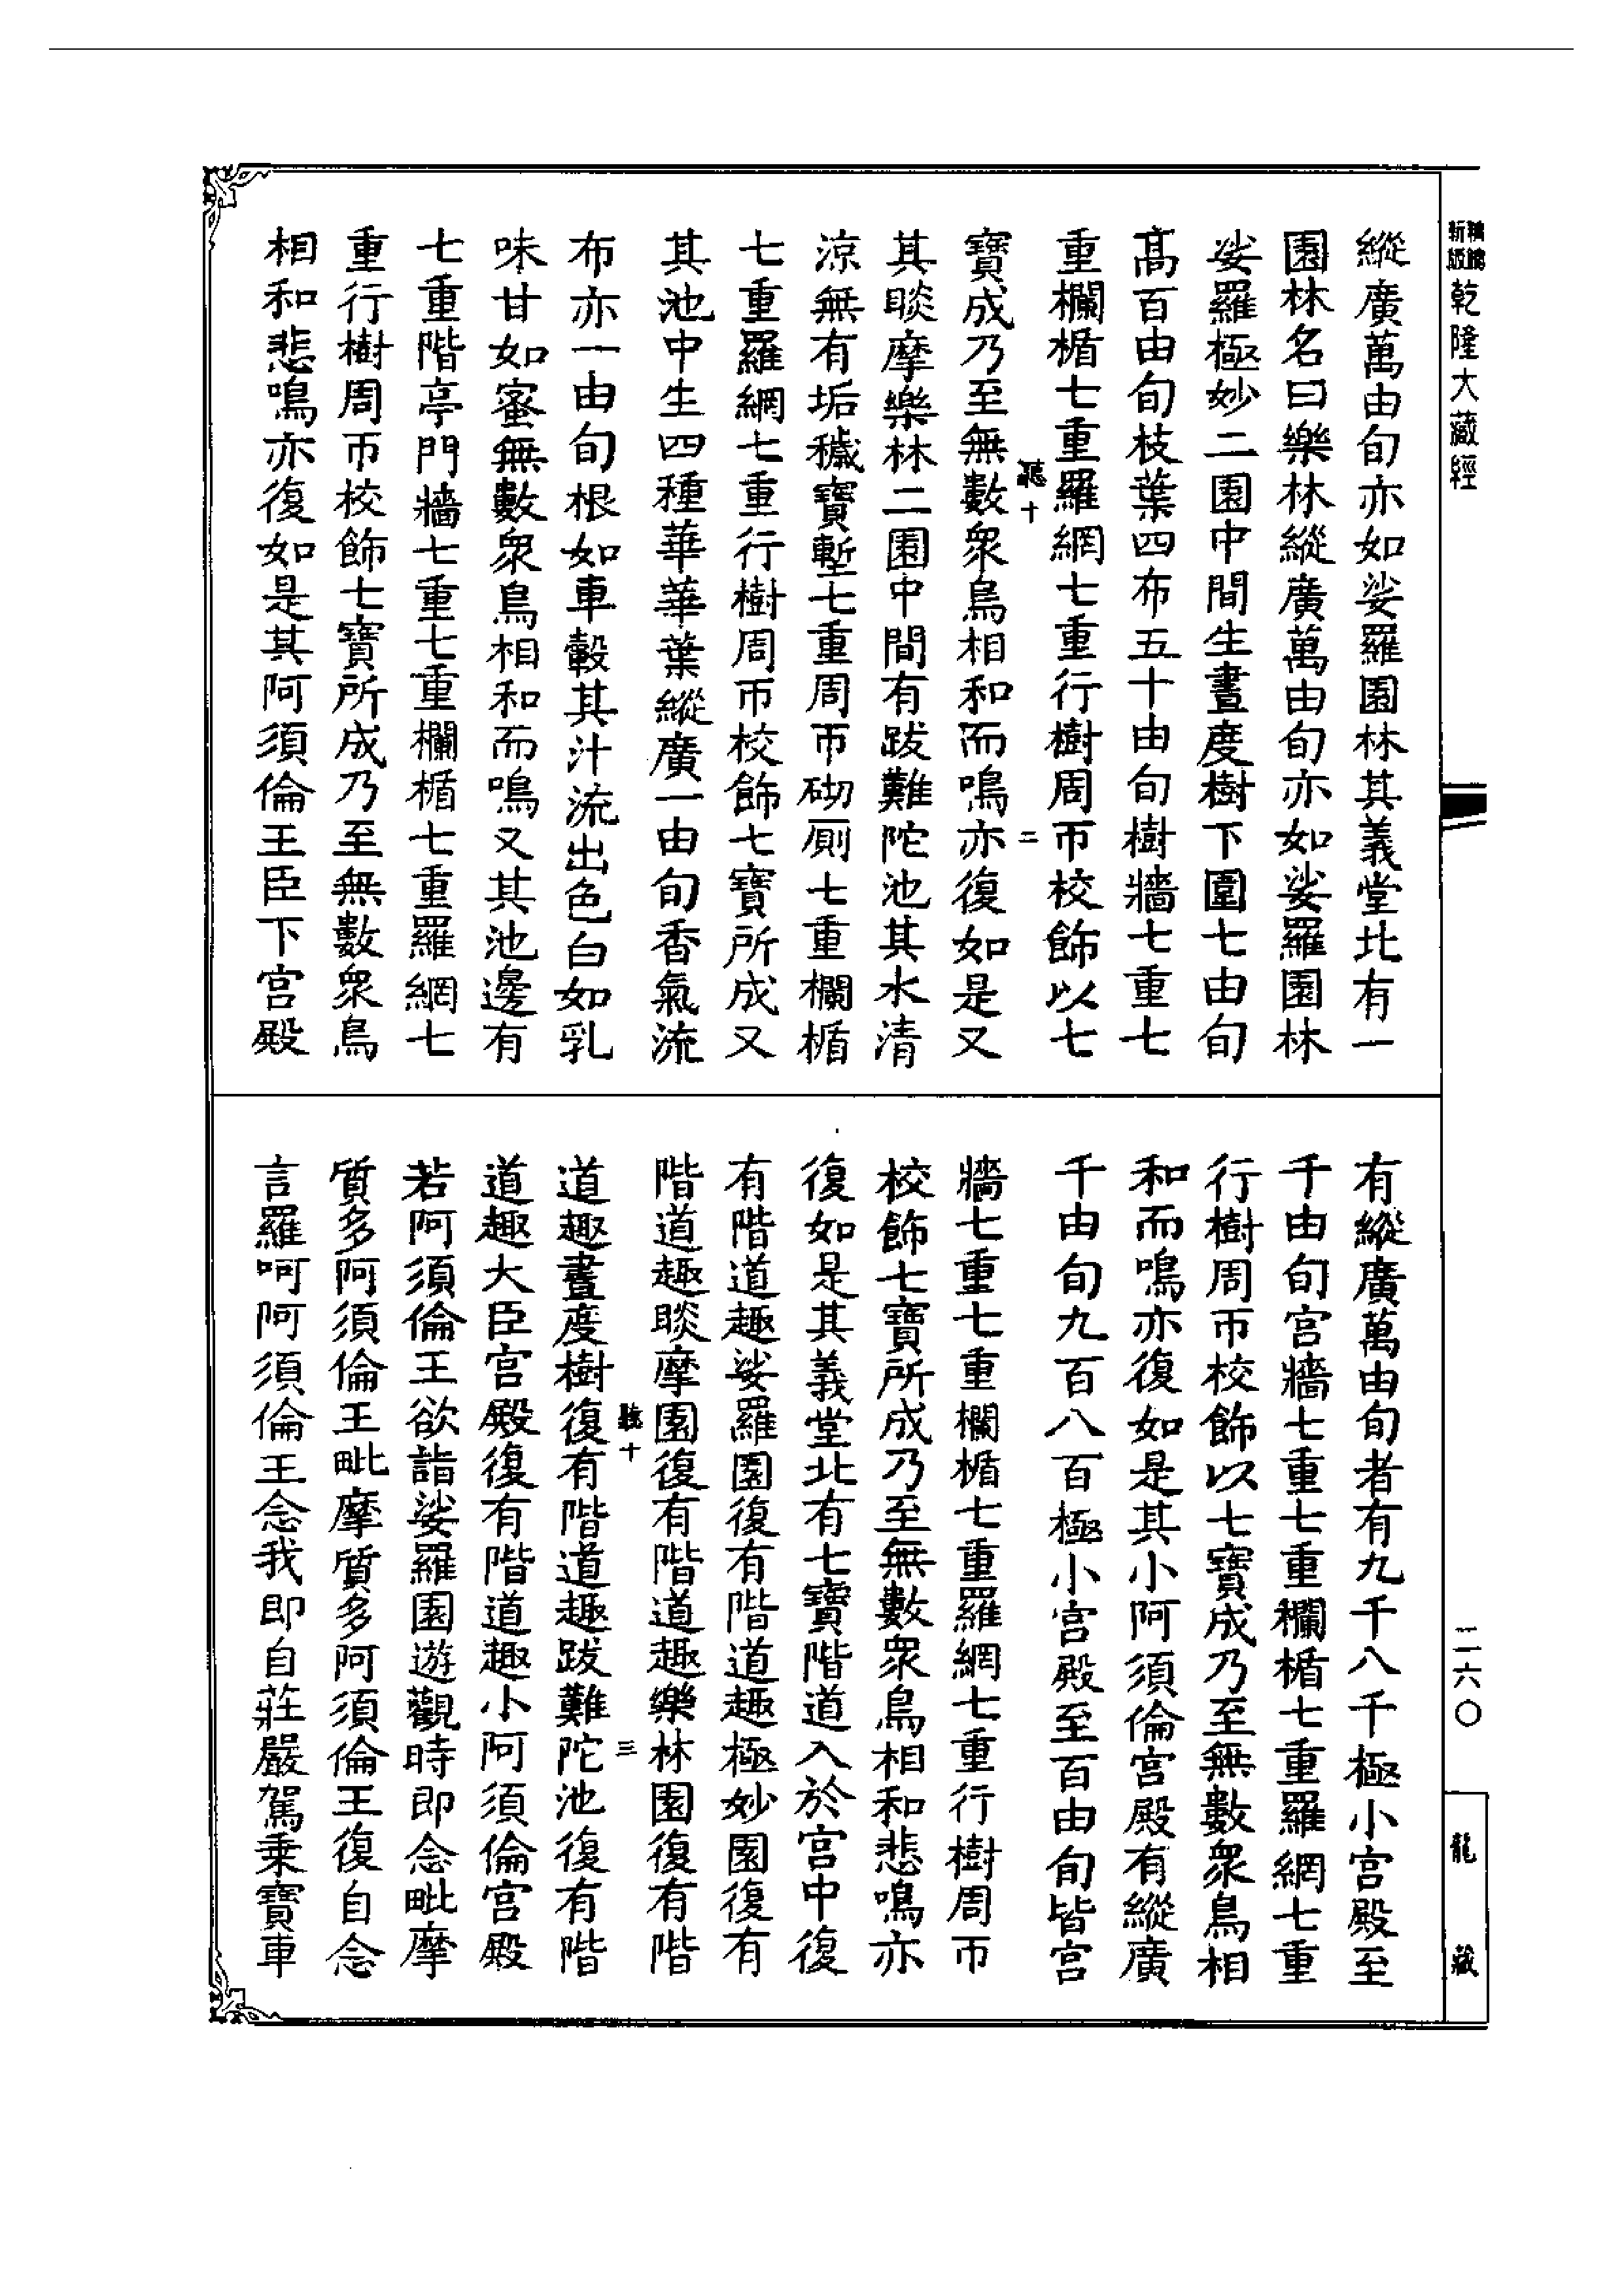 新編縮版乾隆大藏經
縱廣萬由旬亦如娑羅園林其義堂北有一
園林名曰樂林縱廣萬由旬亦如娑羅園林
娑羅極妙二園中間生晝度樹下圍七由旬
髙百由旬枝葉四布五十由旬樹牆七重七
重欄楯七重羅網七重行樹周帀校飾以七
聽十 二
寶成乃至無數衆鳥相和而鳴亦復如是又
其睒摩樂林二園中間有跋難陀池其水清
涼無有垢穢寶塹七重周帀砌厠七重欄楯
七重羅網七重行樹周帀校飾七寶所成又
其池中生四種華華葉縱廣一由旬香氣流
布亦一由旬根如車轂其汁流出色白如乳
味甘如蜜無數衆鳥相和而鳴又其池邊有
七重階亭門牆七重七重欄楯七重羅網七
重行樹周帀校飾七寶所成乃至無數衆鳥
相和悲鳴亦復如是其阿須倫王臣下宮殿
有縱廣萬由旬者有九千八千極小宮殿至
千由旬宮牆七重七重欄楯七重羅網七重
行樹周帀校飾以七寶成乃至無數衆鳥相
和而鳴亦復如是其小阿須倫宮殿有縱廣
千由旬九百八百極小宮殿至百由旬皆宮
牆七重七重欄楯七重羅網七重行樹周帀
校飾七寶所成乃至無數衆鳥相和悲鳴亦
復如是其義堂北有七寶階道入於宮中復
有階道趣娑羅園復有階道趣極妙園復有
階道趣睒摩園復有階道趣樂林園復有階
聽十 三
道趣晝度樹復有階道趣跋難陀池復有階
道趣大臣宮殿復有階道趣小阿須倫宮殿
若阿須倫王欲詣娑羅園遊觀時即念毗摩
質多阿須倫王毗摩質多阿須倫王復自念
言羅呵阿須倫王念我即自莊嚴駕乗寶車
二六〇
龍藏